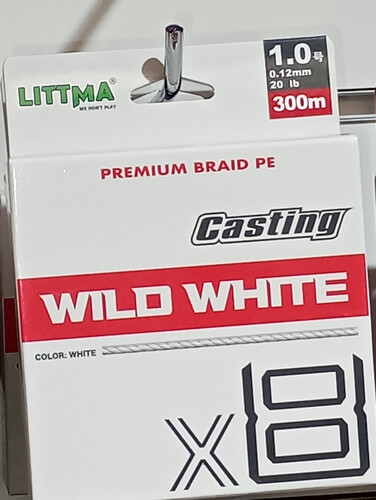 LITTMA®
WE DON'T PLAY
1.0号
0.12mm
20 lb
300m
PREMIUM BRAID PE
Casting
WILD WHITE
COLOR: WHITE
x8